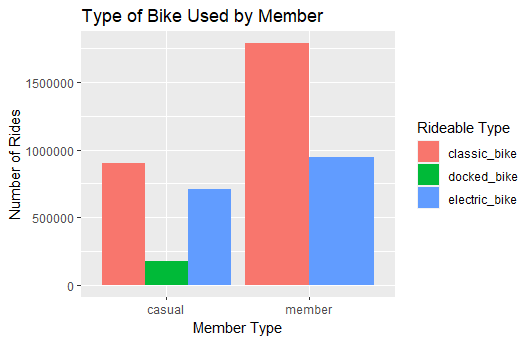 Type of Bike Used by Member
Number of Rides
1500000
1000000
500000
0
casual
member
Member Type
Rideable Type
classic_bike
docked_bike
electric_bike